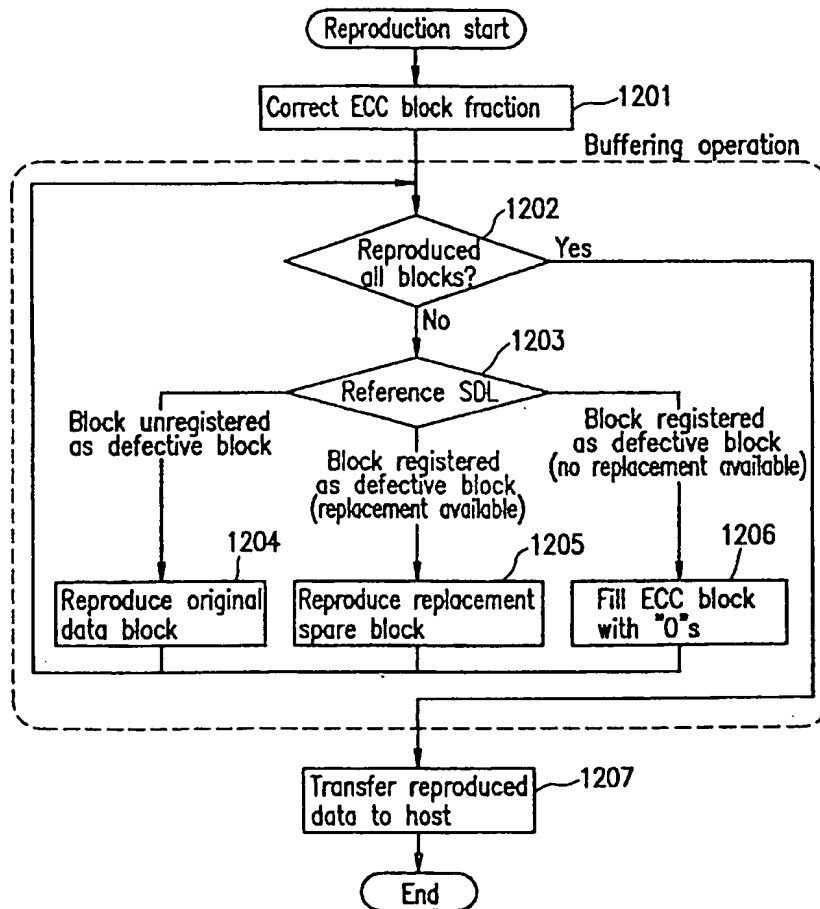 Reproduction start
Correct ECC block fraction
1201
Buffering operation
1202
Reproduced
all blocks?
Yes
No
1203
Reference SDL
Block unregistered
as defective block
Block registered
as defective block
(replacement available)
Block registered
as defective block
(no replacement available)
1204
1205
1206
Reproduce original
data block
Reproduce replacement
spare block
Fill ECC block
with "0"s
Transfer reproduced
data to host
1207
End